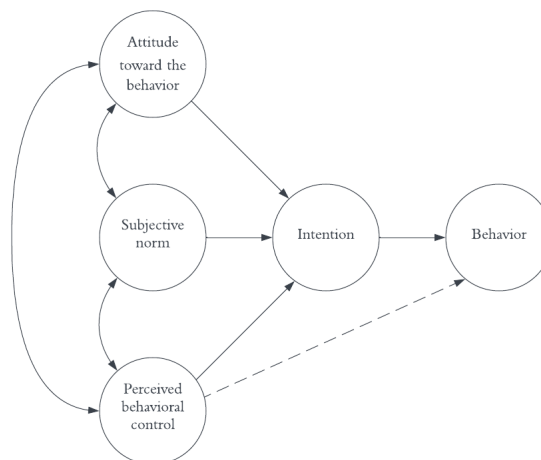 Attitude
toward the
behavior
Subjective
norm
Intention
Behavior
Perceived
behavioral
control